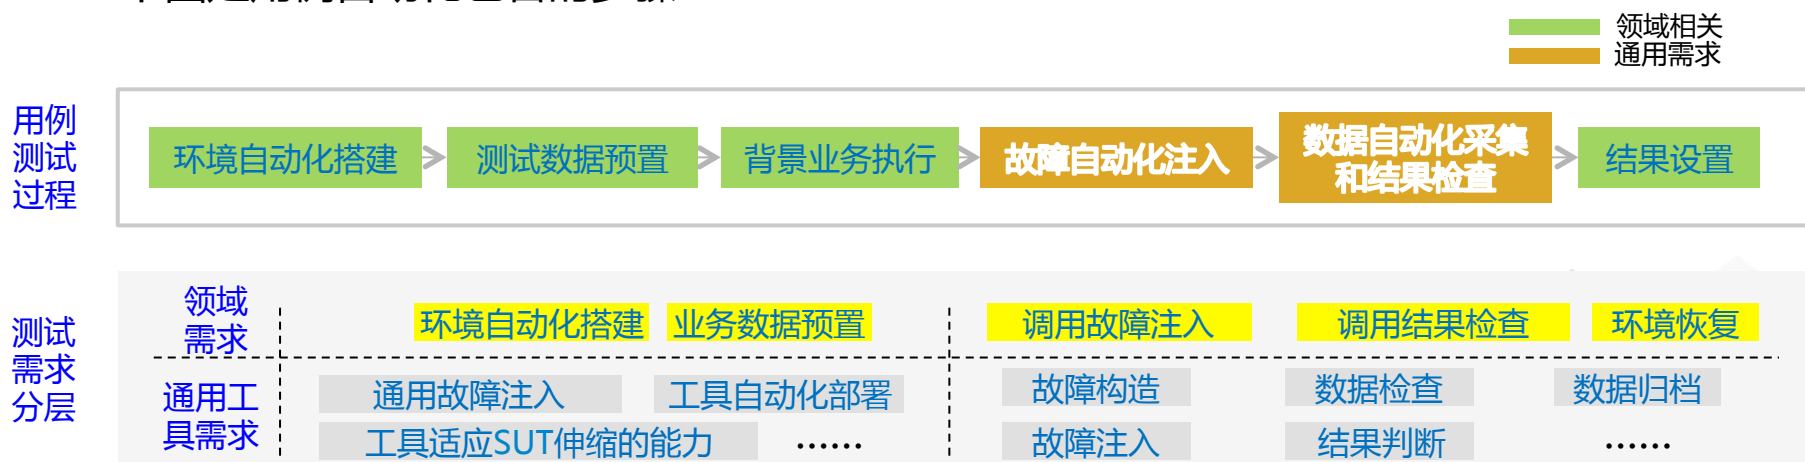 领域相关
通用需求
用例
测试
过程
环境自动化搭建
测试数据预置
背景业务执行
故障自动化注入
数据自动化采集
和结果检查
结果设置
测试
需求
分层
领域
需求
环境自动化搭建
业务数据预置
调用故障注入
调用结果检查
环境恢复
通用工
具需求
通用故障注入
工具自动化部署
故障构造
数据检查
数据归档
工具适应SUT伸缩的能力
……
故障注入
结果判断
……